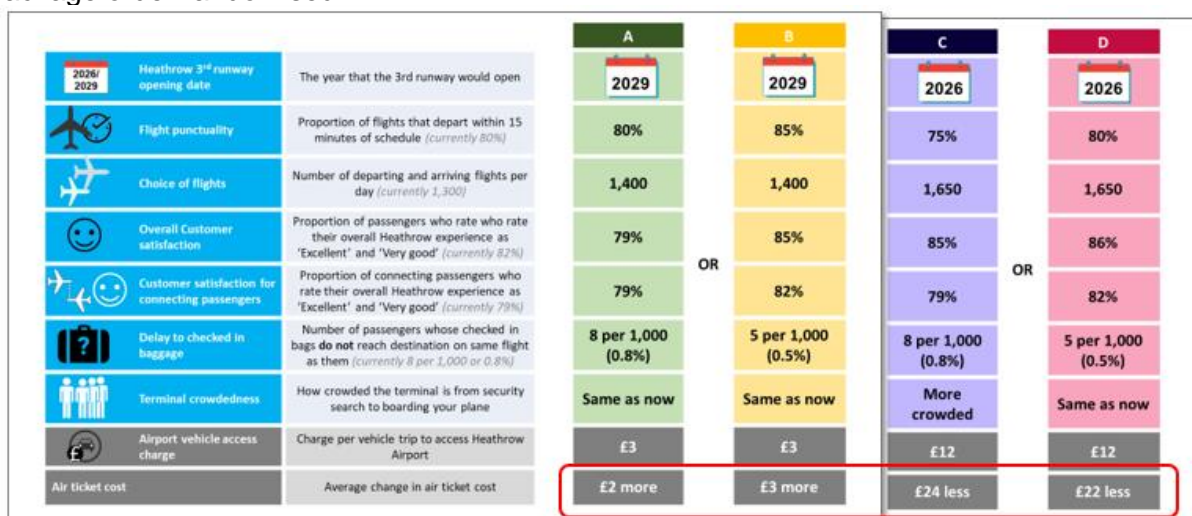 A
B
C
D
2026/
2029
Heathrow 3rd runway
opening date
The year that the 3rd runway would open
2029
2029
2026
2026
Flight punctuality
Proportion of flights that depart within 15
minutes of schedule (currently 80%)
80%
85%
75%
80%
Choice of flights
Number of departing and arriving flights per
day (currently 1,300)
1,400
1,400
1,650
1,650
Overall Customer
satisfaction
Proportion of passengers who rate who rate
their overall Heathrow experience as
'Excellent' and 'Very good' (currently 82%)
79%
85%
85%
86%
OR
OR
Customer satisfaction for
connecting passengers
Proportion of connecting passengers who
rate their overall Heathrow experience as
'Excellent' and 'Very good' (currently 79%)
79%
82%
79%
82%
?
Delay to checked in
baggage
Number of passengers whose checked in
bags do not reach destination on same flight
as them (currently 8 per 1,000 or 0.8%)
8 per 1,000
(0.8%)
5 per 1,000
(0.5%)
8 per 1,000
(0.8%)
5 per 1,000
(0.5%)
Terminal crowdedness
How crowded the terminal is from security
search to boarding your plane
Same as now
Same as now
More
crowded
Same as now
£
Airport vehicle access
charge
Charge per vehicle trip to access Heathrow
Airport
£3
£3
£12
£12
Air ticket cost
Average change in air ticket cost
£2 more
£3 more
£24 less
£22 less